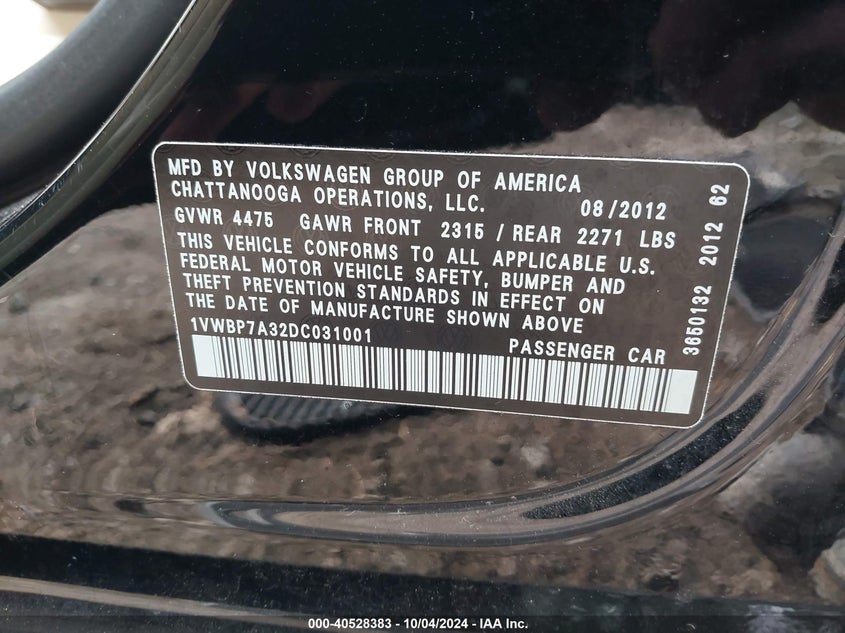 MFD BY VOLKSWAGEN GROUP OF AMERICA
CHATTANOOGA OPERATIONS, LLC. 08/2012
GVWR 4475 GAWR FRONT 2315 / REAR 2271 LBS
THIS VEHICLE CONFORMS TO ALL APPLICABLE U.S.
FEDERAL MOTOR VEHICLE SAFETY, BUMPER AND
THEFT PREVENTION STANDARDS IN EFFECT ON
THE DATE OF MANUFACTURE SHOWN ABOVE
1VWBP7A32DC031001 PASSENGER CAR
3650132 2012 62
000-40528383 - 10/04/2024 - IAA Inc.